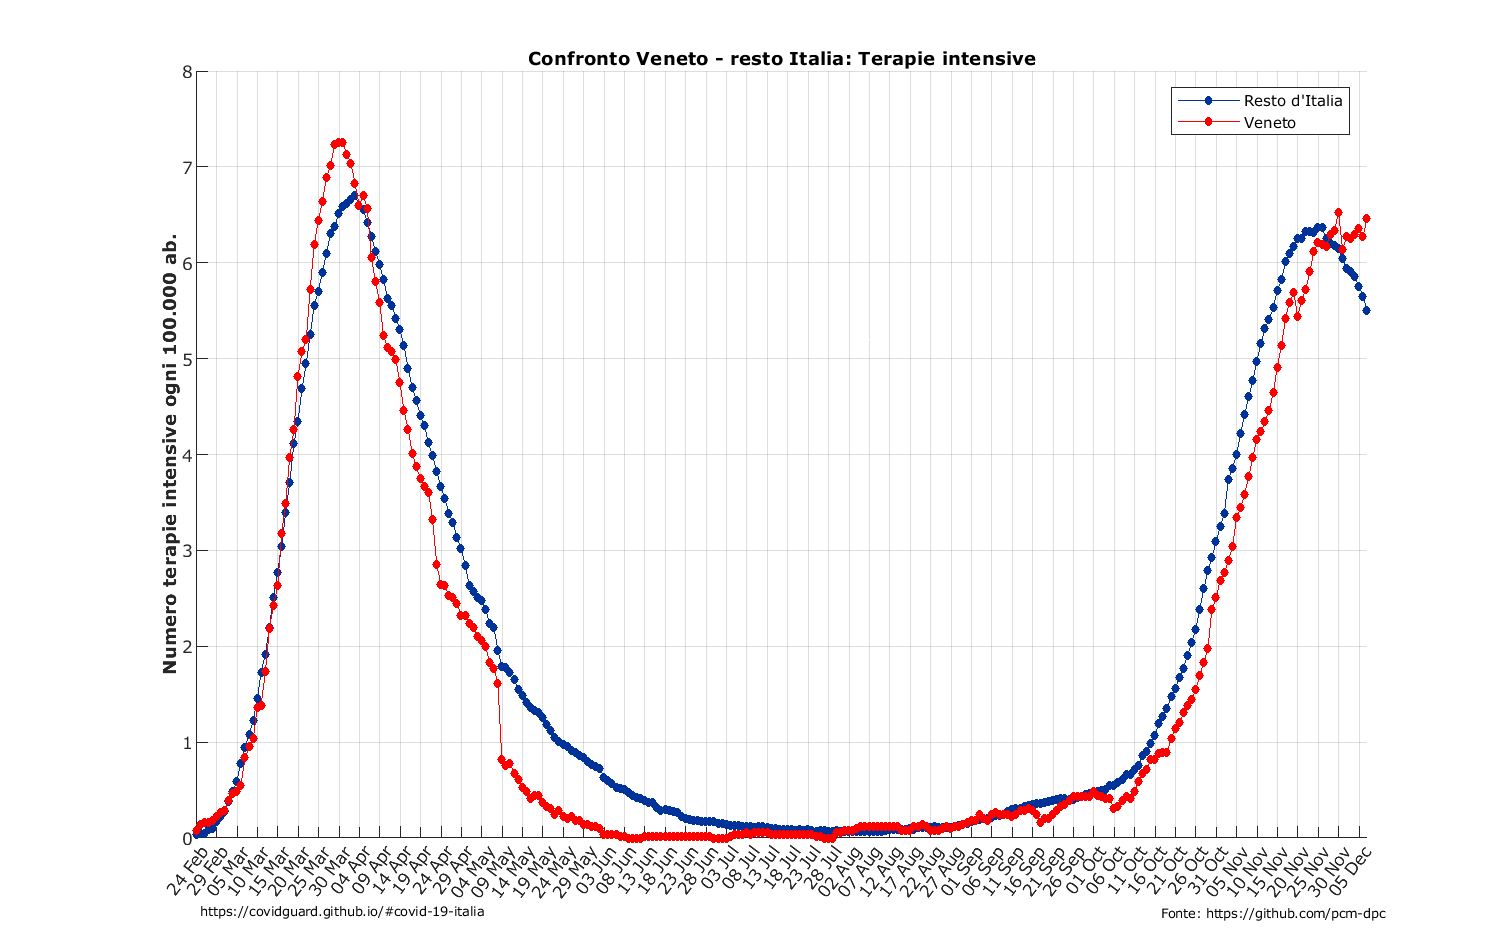 Confronto Veneto - resto Italia: Terapie intensive
Resto d'Italia
Veneto
Numero terapie intensive ogni 100.000 ab.
8
7
6
5
4
3
2
1
0
24 Feb
29 Feb
05 Mar
10 Mar
15 Mar
20 Mar
25 Mar
30 Mar
04 Apr
09 Apr
14 Apr
19 Apr
24 Apr
29 Apr
04 May
09 May
14 May
19 May
24 May
29 May
03 Jun
08 Jun
13 Jun
18 Jun
23 Jun
28 Jun
03 Jul
08 Jul
13 Jul
18 Jul
23 Jul
28 Jul
02 Aug
07 Aug
12 Aug
17 Aug
22 Aug
27 Aug
01 Sep
06 Sep
11 Sep
16 Sep
21 Sep
26 Sep
01 Oct
06 Oct
11 Oct
16 Oct
21 Oct
26 Oct
31 Oct
05 Nov
10 Nov
15 Nov
20 Nov
25 Nov
30 Nov
05 Dec
https://covidguard.github.io/#covid-19-italia
Fonte: https://github.com/pcm-dpc